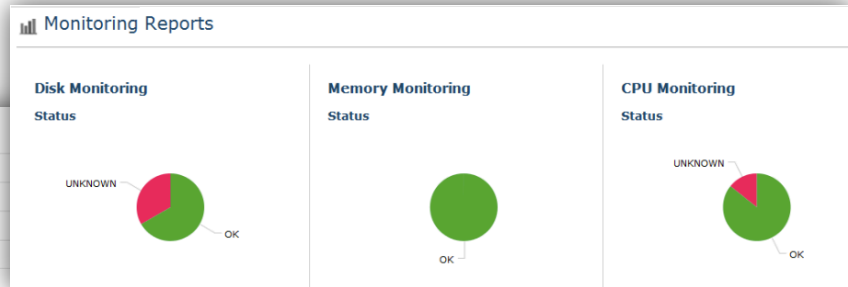 Monitoring Reports
Disk Monitoring
Status
UNKNOWN
OK
Memory Monitoring
Status
OK
CPU Monitoring
Status
UNKNOWN
OK